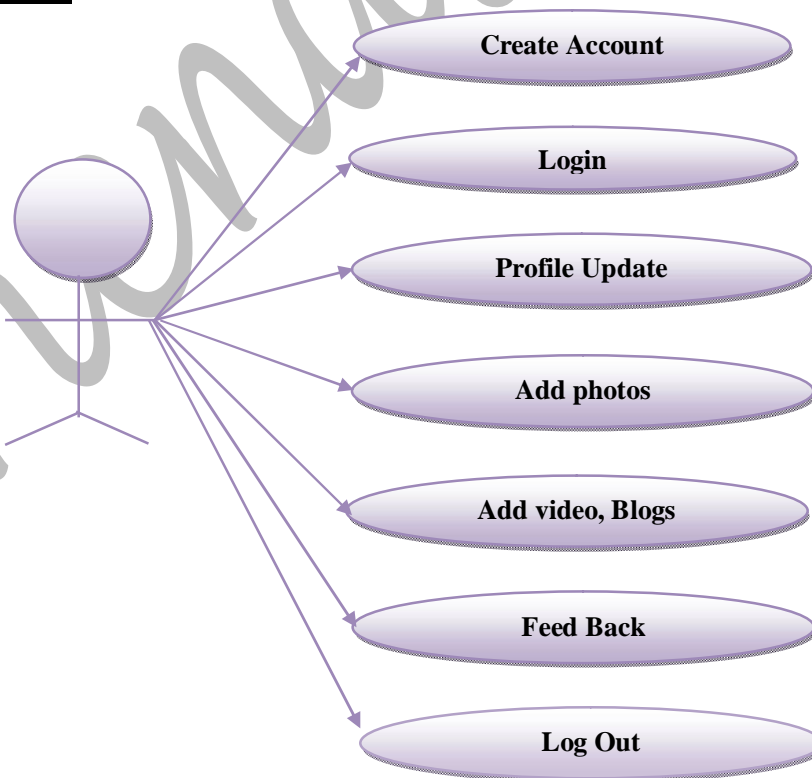 Create Account
Login
Profile Update
Add photos
Add video, Blogs
Feed Back
Log Out